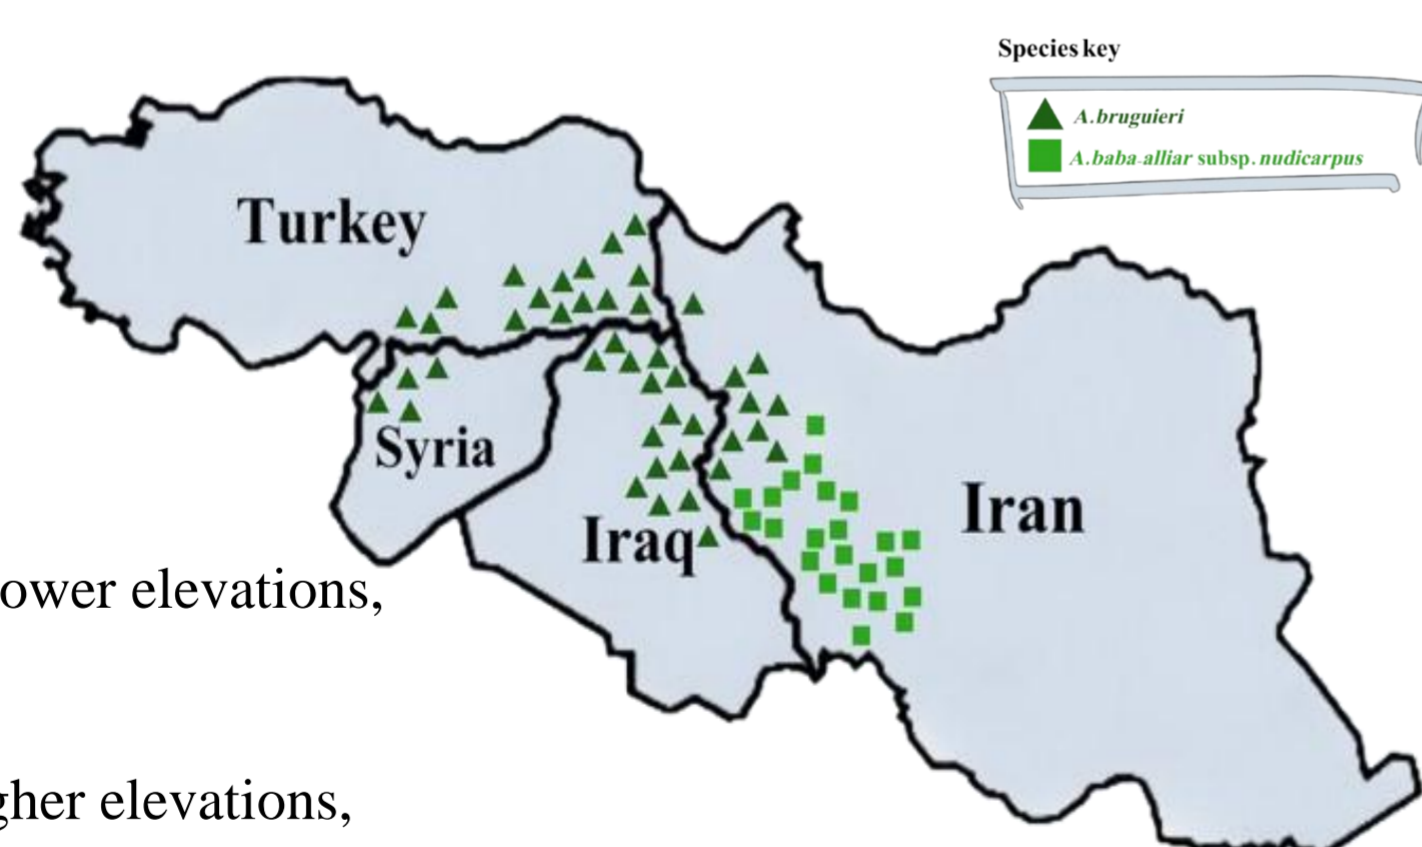 Species key
A.bruguieri
A.baba-alliar subsp. nudicarpus
Turkey
Syria
Iraq
Iran
ower elevations,
gher elevations,